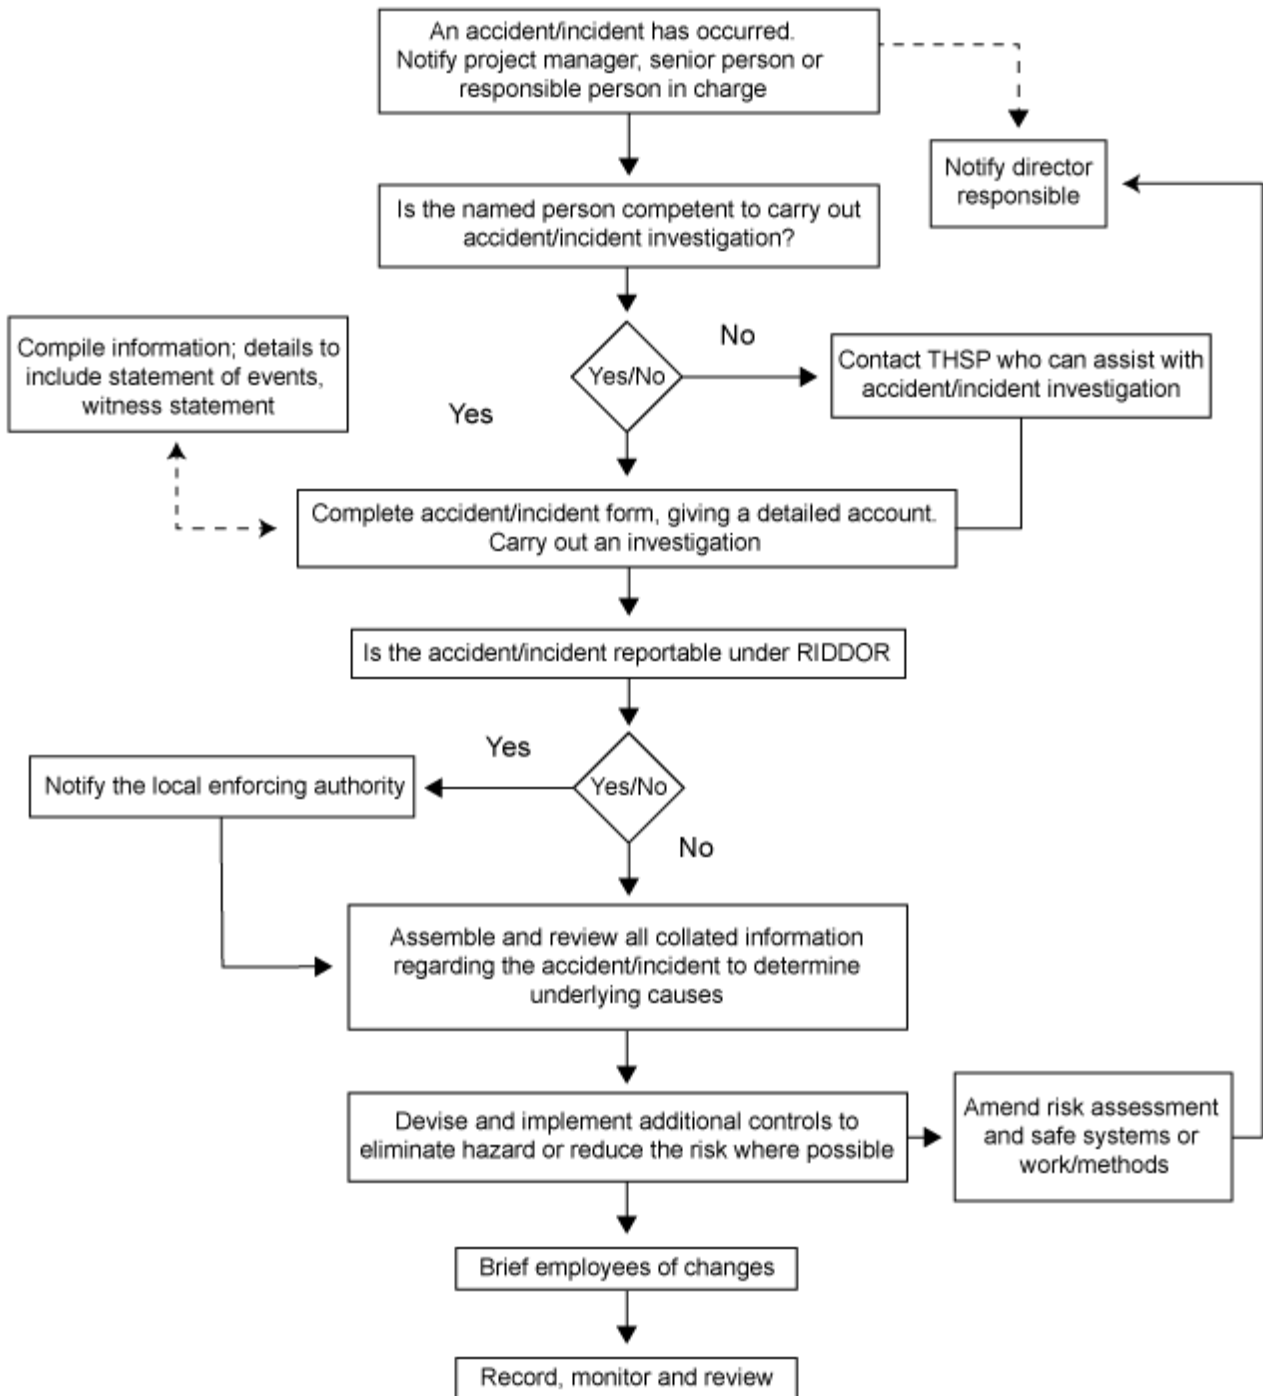 An accident/incident has occurred.
Notify project manager, senior person or
responsible person in charge
Notify director
responsible
Is the named person competent to carry out
accident/incident investigation?
Compile information; details to
include statement of events,
witness statement
Yes/No
No
Contact THSP who can assist with
accident/incident investigation
Yes
Complete accident/incident form, giving a detailed account.
Carry out an investigation
Is the accident/incident reportable under RIDDOR
Yes
Yes/No
Notify the local enforcing authority
No
Assemble and review all collated information
regarding the accident/incident to determine
underlying causes
Devise and implement additional controls to
eliminate hazard or reduce the risk where possible
Amend risk assessment
and safe systems or
work/methods
Brief employees of changes
Record, monitor and review